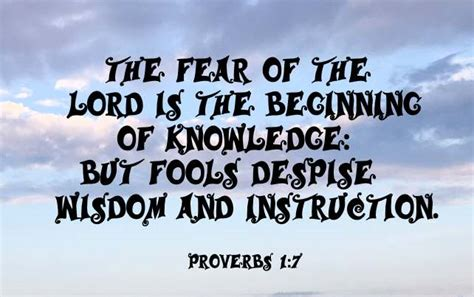 THE FEAR OF THE
LORD IS THE BEGINNING
OF KNOWLEDGE:
BUT FOOLS DESPISE
WISDOM AND INSTRUCTION.
PROVERBS 1:7